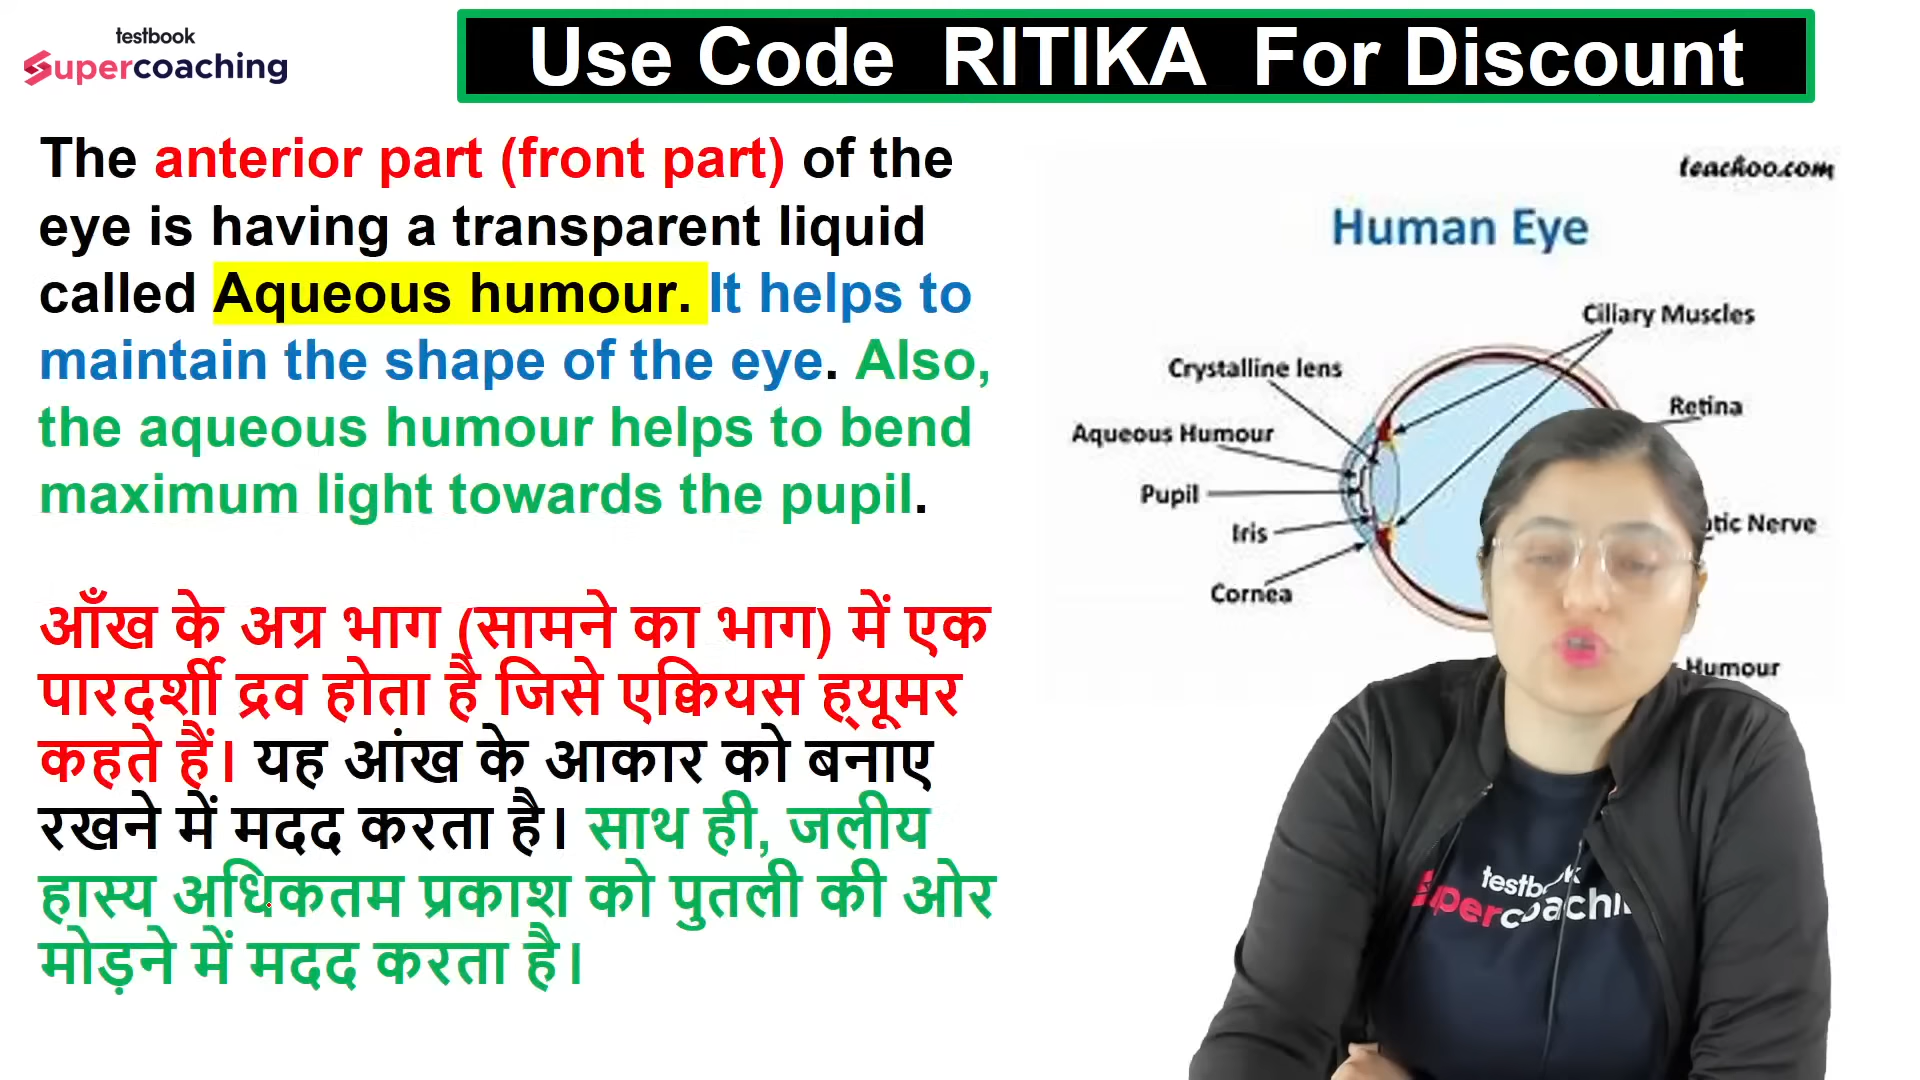 testbook
Supercoaching
Use Code RITIKA For Discount
The anterior part (front part) of the
eye is having a transparent liquid
called Aqueous humour. It helps to
maintain the shape of the eye. Also,
the aqueous humour helps to bend
maximum light towards the pupil.
आँख के अग्र भाग (सामने का भाग) में एक
पारदर्शी द्रव होता है जिसे एक्वियस ह्यूमर
कहते हैं। यह आंख के आकार को बनाए
रखने में मदद करता है। साथ ही, जलीय
हास्य अधिकतम प्रकाश को पुतली की ओर
मोड़ने में मदद करता है।
teachoo.com
Human Eye
Ciliary Muscles
Crystalline lens
Retina
Aqueous Humour
Pupil
Iris
Nerve
Cornea
Humour